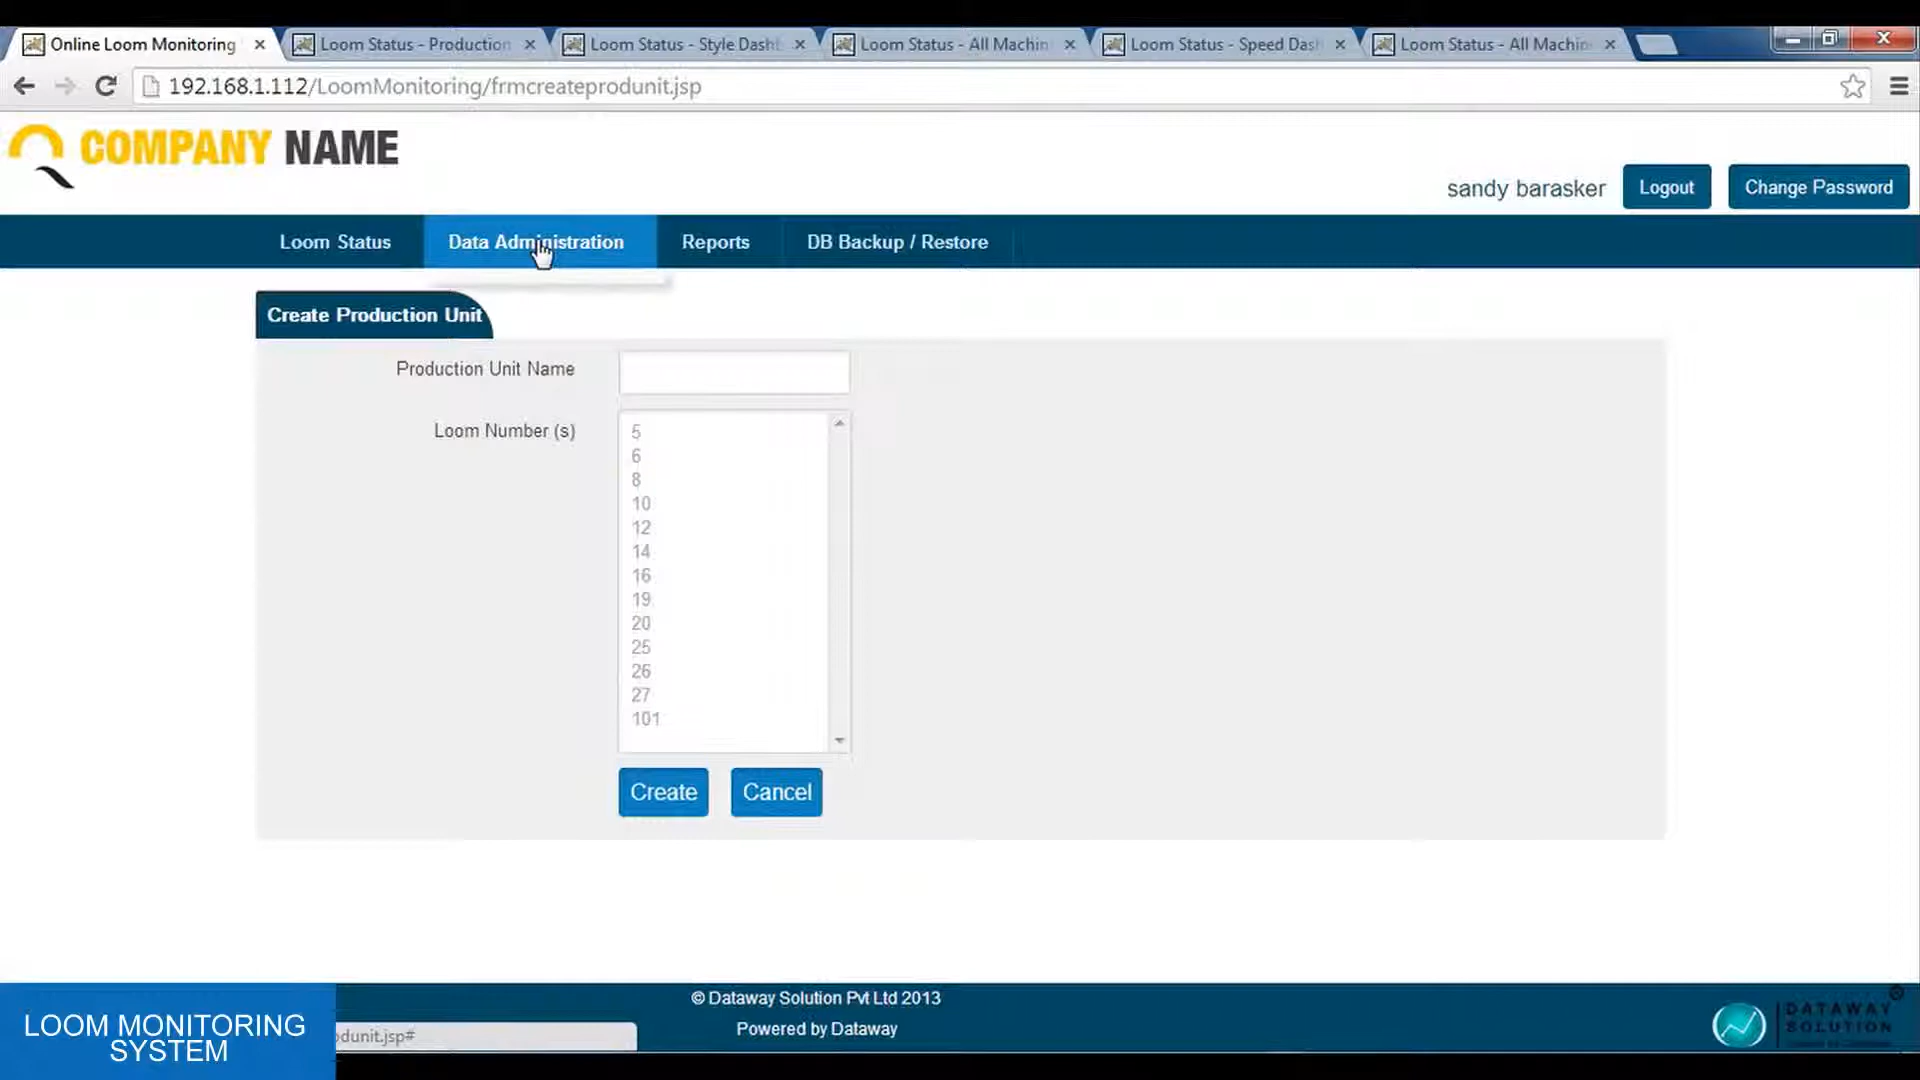 Online Loom Monitoring
Loom Status - Production
Loom Status - Style Dash
Loom Status - All Machin
Loom Status - Speed Das
Loom Status - All Machin
192.168.1.112/LoomMonitoring/frmcreateprodunit.jsp
COMPANY NAME
sandy barasker
Logout
Change Password
Loom Status
Data Administration
Reports
DB Backup / Restore
Create Production Unit
Production Unit Name
Loom Number (s)
5
6
8
10
12
14
16
19
20
25
26
27
101
Create
Cancel
© Dataway Solution Pvt Ltd 2013
Powered by Dataway
LOOM MONITORING
SYSTEM
odunit.jsp#
DATAWAY
SOLUTION